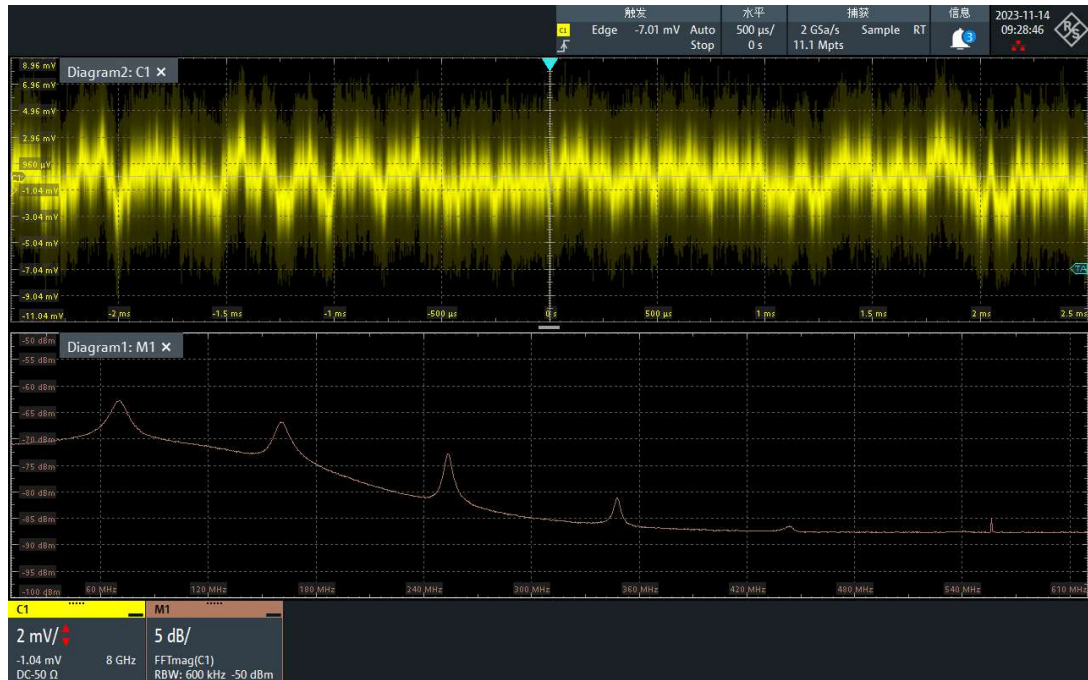 触发 水平 捕获 信息 2023-11-14
C1 Edge -7.01 mV Auto 500 µs/ 2 GSa/s Sample RT 3 09:28:46 R&S
Stop 0 s 11.1 Mpts
8.96 mV
Diagram2: C1 ×
6.96 mV
4.96 mV
2.96 mV
960 µV
C1
-1.04 mV
-3.04 mV
-5.04 mV
-7.04 mV TA
-9.04 mV
-11.04 mV -2 ms -1.5 ms -1 ms -500 µs 0 s 500 µs 1 ms 1.5 ms 2 ms 2.5 ms
-50 dBm
Diagram1: M1 ×
-55 dBm
-60 dBm
-65 dBm
-70 dBm
-75 dBm
-80 dBm
-85 dBm
-90 dBm
-95 dBm
-100 dBm 60 MHz 120 MHz 180 MHz 240 MHz 300 MHz 360 MHz 420 MHz 480 MHz 540 MHz 610 MHz
C1 M1
2 mV/ 5 dB/
-1.04 mV 8 GHz FFTmag(C1)
DC-50 Ω RBW: 600 kHz -50 dBm